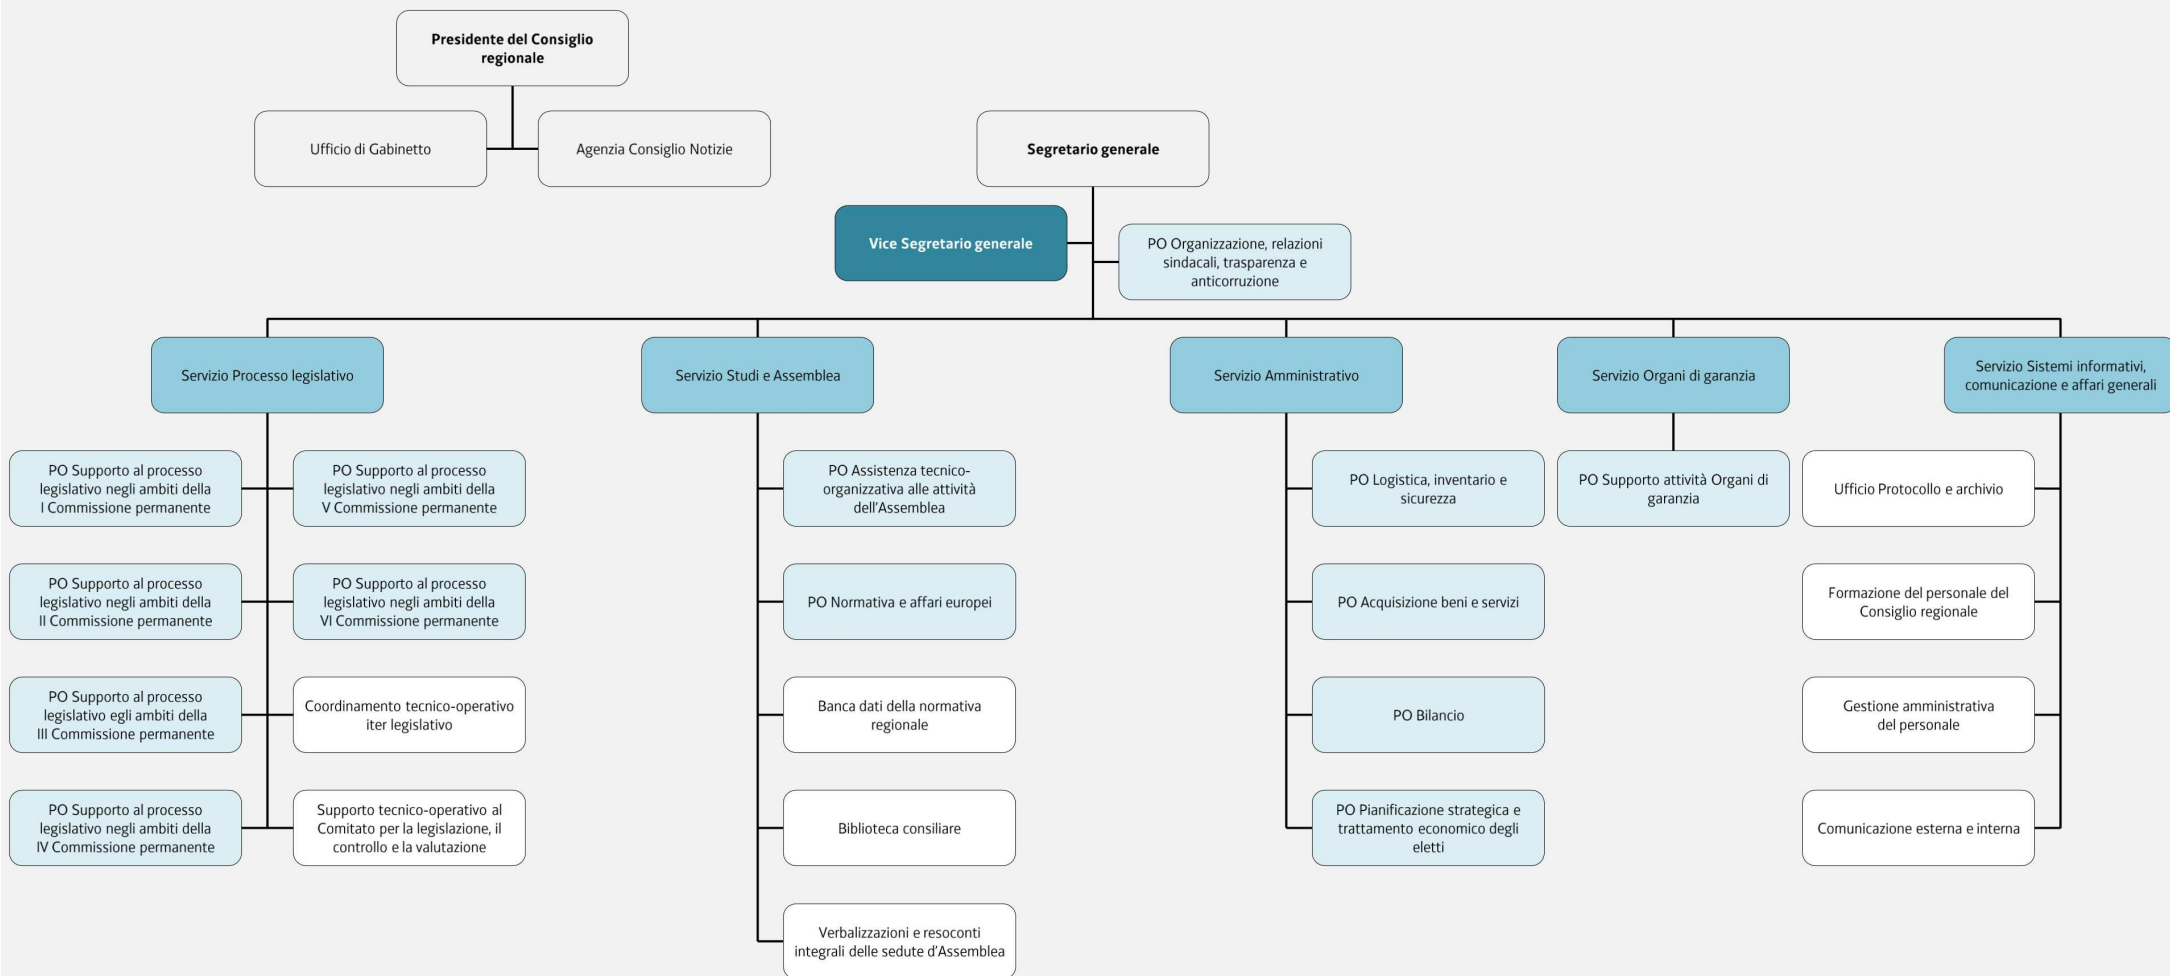 Presidente del Consiglio
regionale
Ufficio di Gabinetto
Agenzia Consiglio Notizie
Segretario generale
Vice Segretario generale
PO Organizzazione, relazioni
sindacali, trasparenza e
anticorruzione
Servizio Processo legislativo
PO Supporto al processo
legislativo negli ambiti della
I Commissione permanente
PO Supporto al processo
legislativo negli ambiti della
V Commissione permanente
PO Supporto al processo
legislativo negli ambiti della
II Commissione permanente
PO Supporto al processo
legislativo negli ambiti della
VI Commissione permanente
PO Supporto al processo
legislativo egli ambiti della
III Commissione permanente
Coordinamento tecnico-operativo
iter legislativo
PO Supporto al processo
legislativo negli ambiti della
IV Commissione permanente
Supporto tecnico-operativo al
Comitato per la legislazione, il
controllo e la valutazione
Servizio Studi e Assemblea
PO Assistenza tecnico-
organizzativa alle attività
dell'Assemblea
PO Normativa e affari europei
Banca dati della normativa
regionale
Biblioteca consiliare
Verbalizzazioni e resoconti
integrali delle sedute d'Assemblea
Servizio Amministrativo
PO Logistica, inventario e
sicurezza
PO Acquisizione beni e servizi
PO Bilancio
PO Pianificazione strategica e
trattamento economico degli
eletti
Servizio Organi di garanzia
PO Supporto attività Organi di
garanzia
Servizio Sistemi informativi,
comunicazione e affari generali
Ufficio Protocollo e archivio
Formazione del personale del
Consiglio regionale
Gestione amministrativa
del personale
Comunicazione esterna e interna